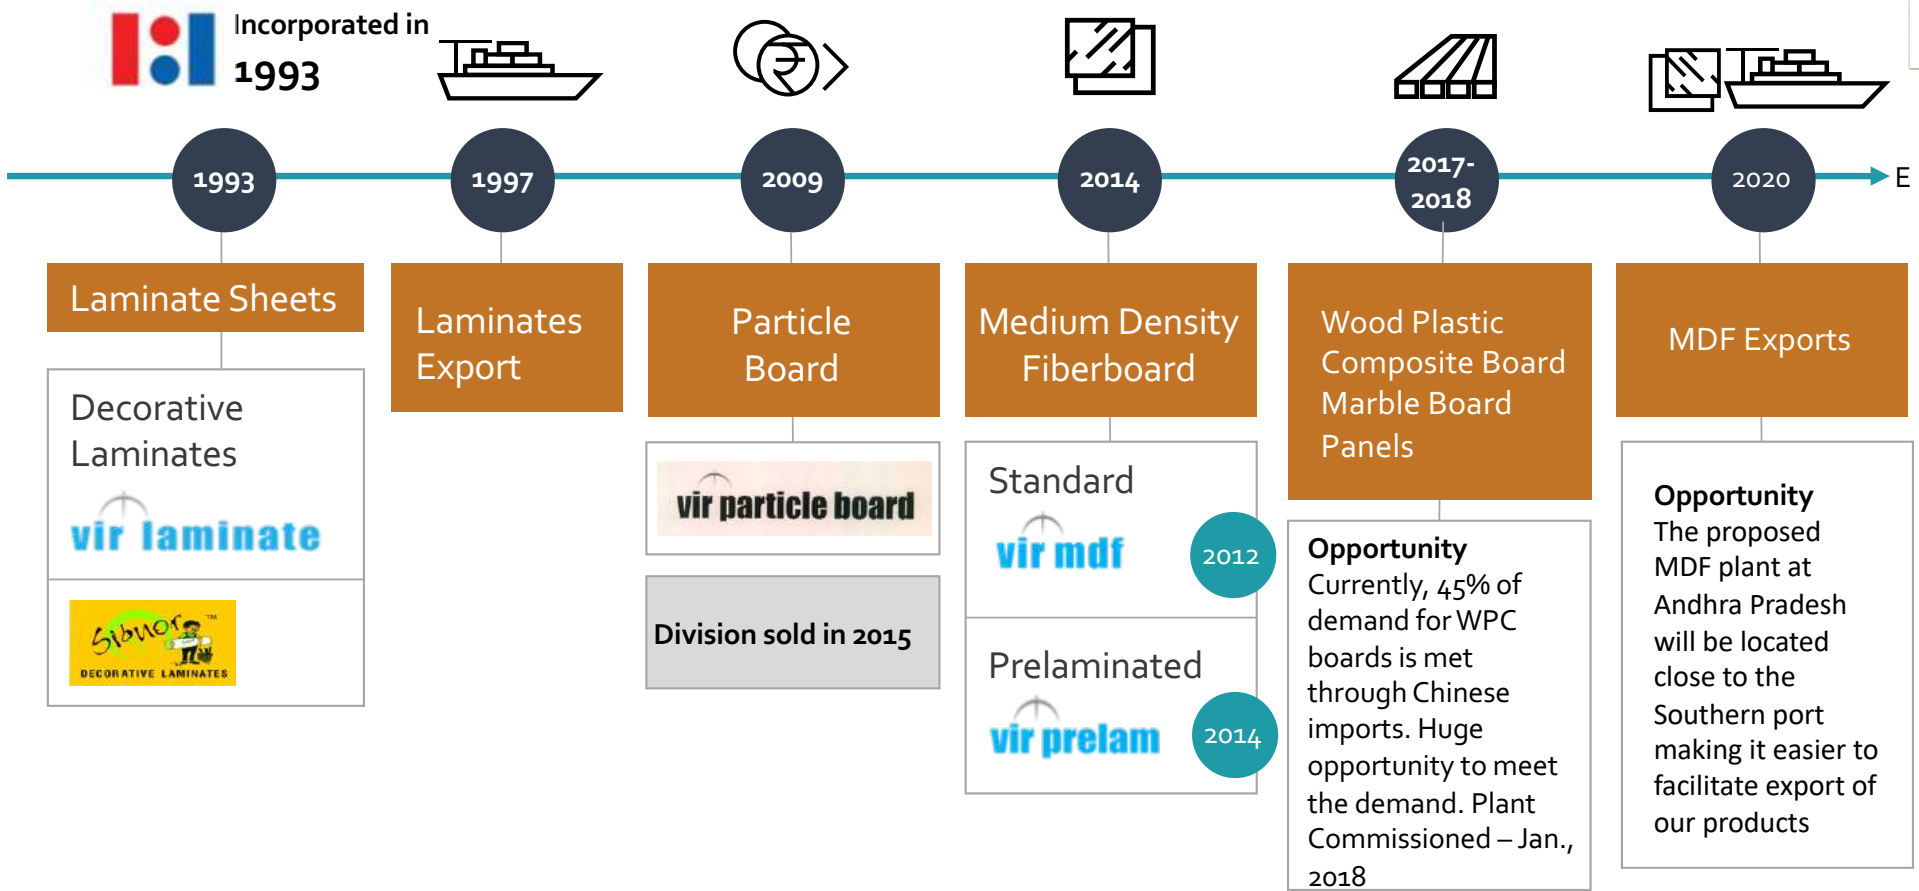 Incorporated in
1993
1993
1997
2009
2014
2017-
2018
2020
E
Laminate Sheets
Decorative
Laminates
vir laminate
Sibnor™
DECORATIVE LAMINATES
Laminates
Export
Particle
Board
vir particle board
Division sold in 2015
Medium Density
Fiberboard
Standard
vir mdf
2012
Prelaminated
vir prelam
2014
Wood Plastic
Composite Board
Marble Board
Panels
Opportunity
Currently, 45% of
demand for WPC
boards is met
through Chinese
imports. Huge
opportunity to meet
the demand. Plant
Commissioned – Jan.,
2018
MDF Exports
Opportunity
The proposed
MDF plant at
Andhra Pradesh
will be located
close to the
Southern port
making it easier to
facilitate export of
our products